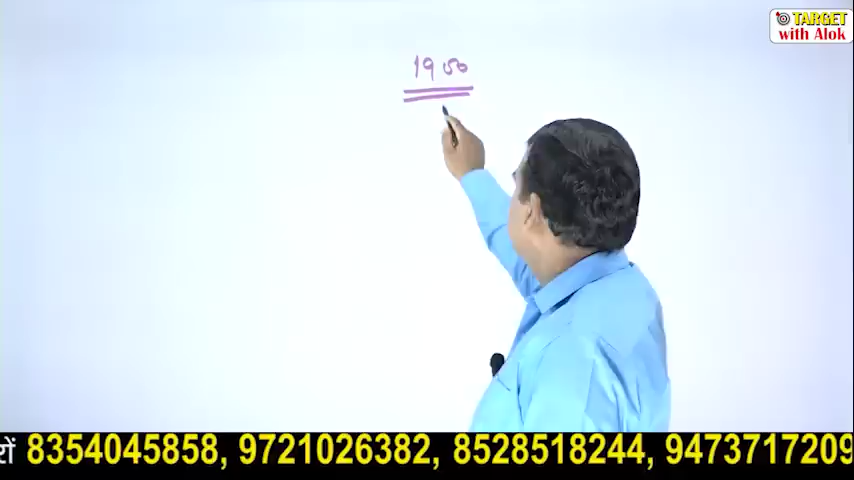 TARGET
with Alok
1950
रों 8354045858, 9721026382, 8528518244, 9473717209